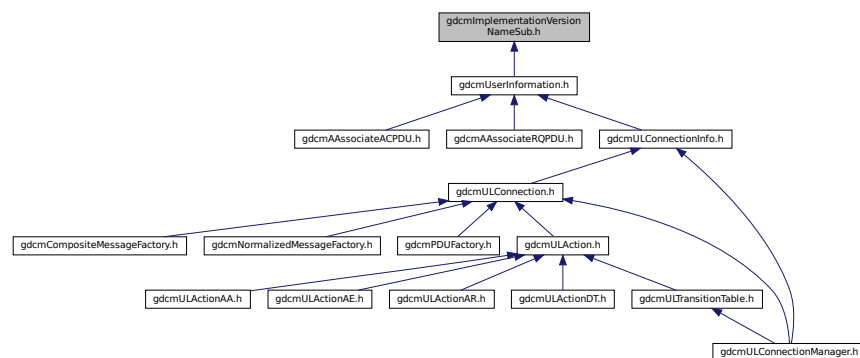 gdcmImplementationVersion
NameSub.h
gdcmUserInformation.h
gdcmAAssociateACPDU.h
gdcmAAssociateRQPDU.h
gdcmULConnectionInfo.h
gdcmULConnection.h
gdcmCompositeMessageFactory.h
gdcmNormalizedMessageFactory.h
gdcmPDUFactory.h
gdcmULAction.h
gdcmULActionAA.h
gdcmULActionAE.h
gdcmULActionAR.h
gdcmULActionDT.h
gdcmULTransitionTable.h
gdcmULConnectionManager.h